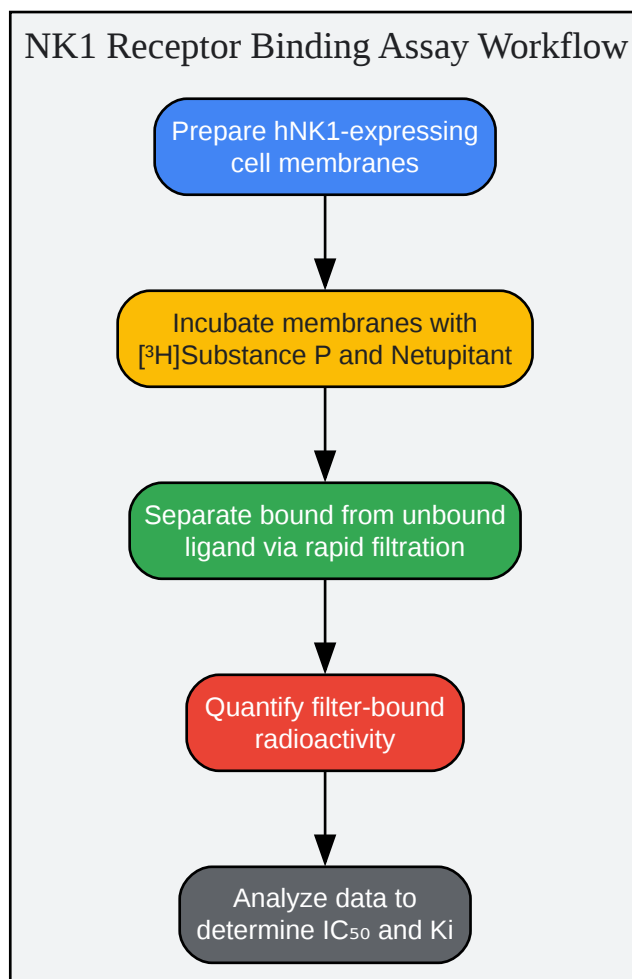 NK1 Receptor Binding Assay Workflow
Prepare hNK1-expressing
cell membranes
Incubate membranes with
[³H]Substance P and Netupitant
Separate bound from unbound
ligand via rapid filtration
Quantify filter-bound
radioactivity
Analyze data to
determine IC₅₀ and Ki